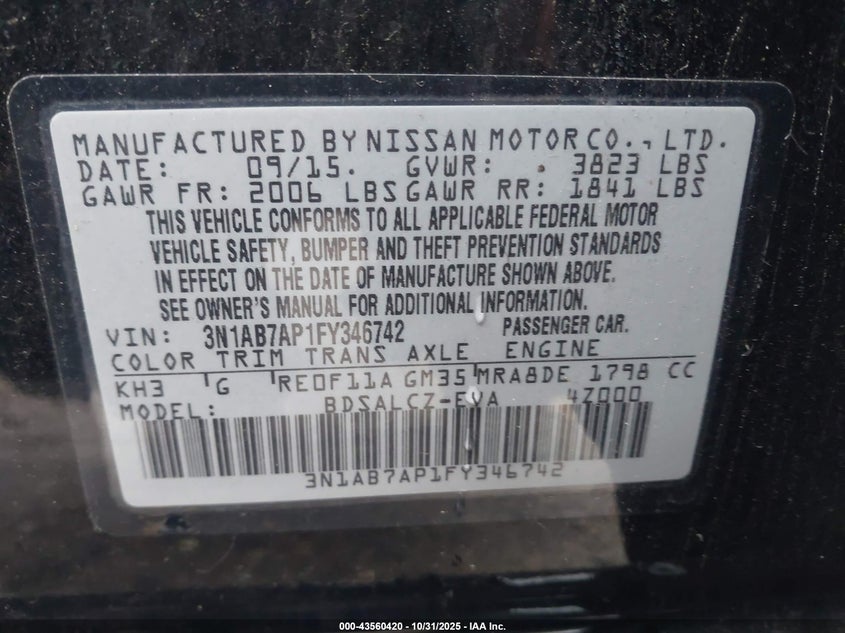 MANUFACTURED BY NISSAN MOTOR CO., LTD.
DATE: 09/15. GVWR: 3823 LBS
GAWR FR: 2006 LBS GAWR RR: 1841 LBS
THIS VEHICLE CONFORMS TO ALL APPLICABLE FEDERAL MOTOR
VEHICLE SAFETY, BUMPER AND THEFT PREVENTION STANDARDS
IN EFFECT ON THE DATE OF MANUFACTURE SHOWN ABOVE.
SEE OWNER'S MANUAL FOR ADDITIONAL INFORMATION.
VIN: 3N1AB7AP1FY346742 PASSENGER CAR.
COLOR TRIM TRANS AXLE ENGINE
KH3 G RE0F11A GM35 MRA8DE 1798 CC
MODEL: BDSALCZ-EVA 4Z000
3N1AB7AP1FY346742
000-43560420 - 10/31/2025 - IAA Inc.